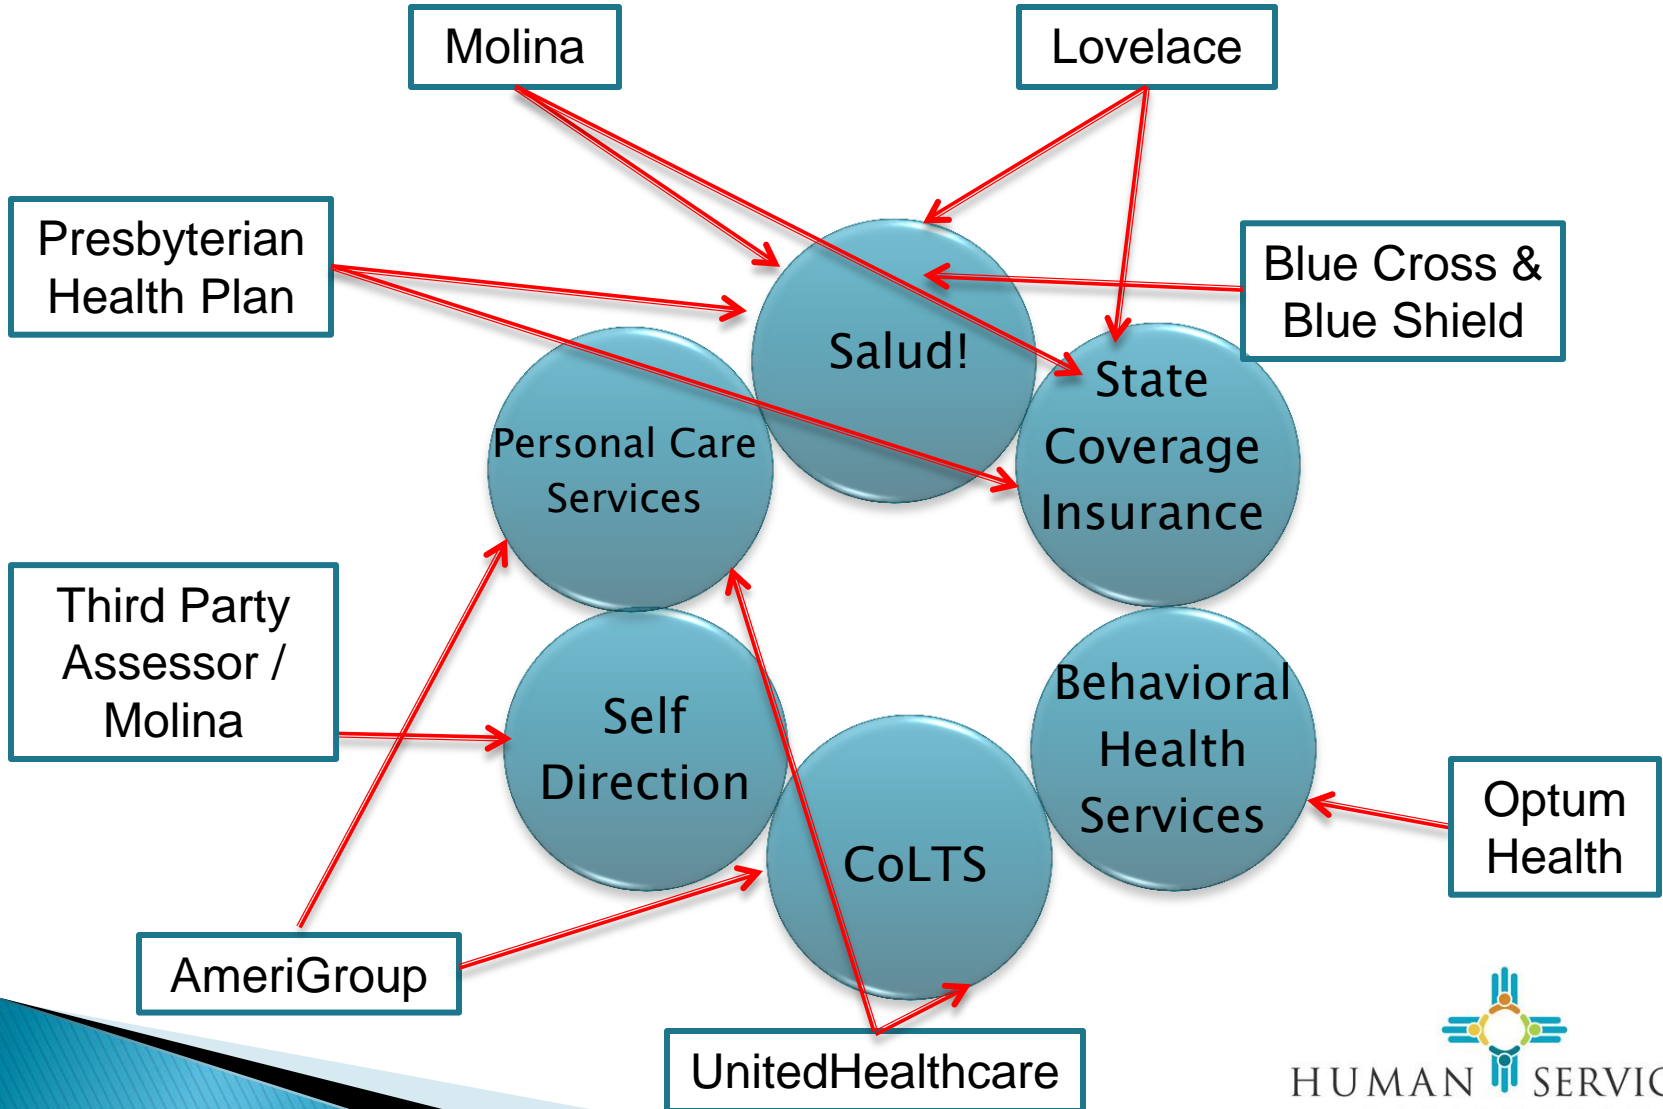 Molina
Lovelace
Presbyterian
Health Plan
Blue Cross &
Blue Shield
Salud!
State
Coverage
Insurance
Personal Care
Services
Third Party
Assessor /
Molina
Self
Direction
Behavioral
Health
Services
CoLTS
Optum
Health
AmeriGroup
UnitedHealthcare
HUMAN SERVIC